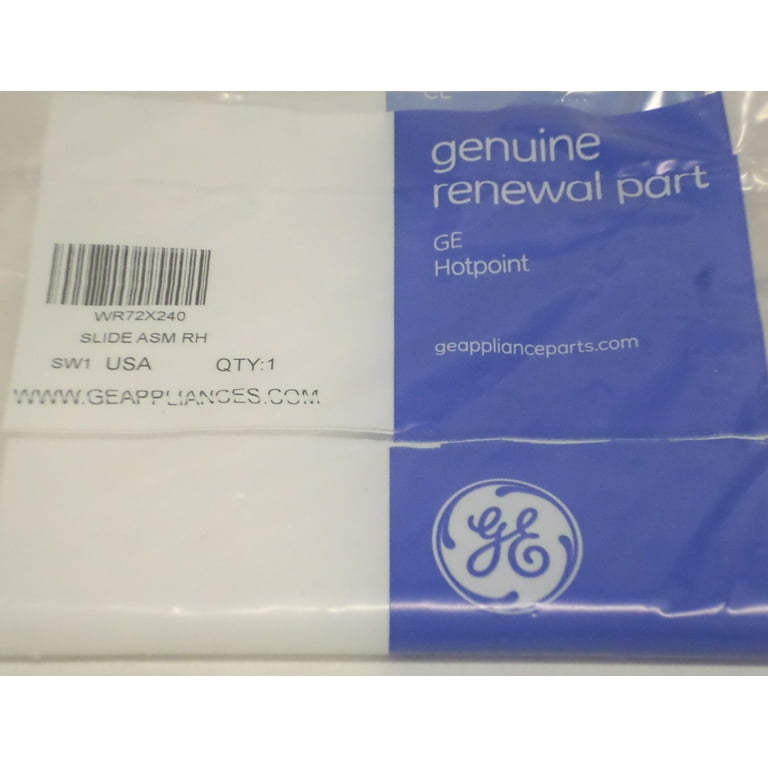 WR72X240
SLIDE ASM RH
SW1 USA QTY:1
WWW.GEAPPLIANCES.COM
genuine
renewal part
GE
Hotpoint
geapplianceparts.com
GE